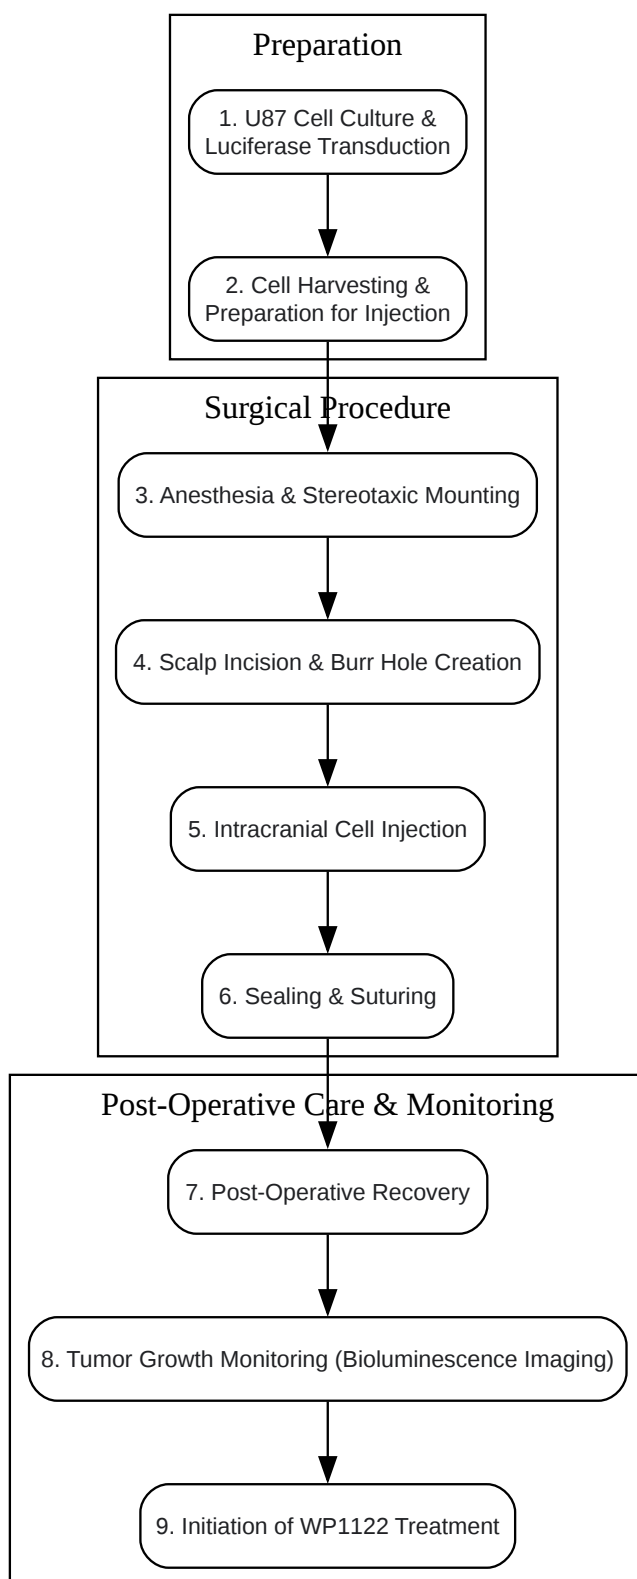 Preparation
1. U87 Cell Culture &
Luciferase Transduction
2. Cell Harvesting &
Preparation for Injection
Surgical Procedure
3. Anesthesia & Stereotaxic Mounting
4. Scalp Incision & Burr Hole Creation
5. Intracranial Cell Injection
6. Sealing & Suturing
Post-Operative Care & Monitoring
7. Post-Operative Recovery
8. Tumor Growth Monitoring (Bioluminescence Imaging)
9. Initiation of WP1122 Treatment